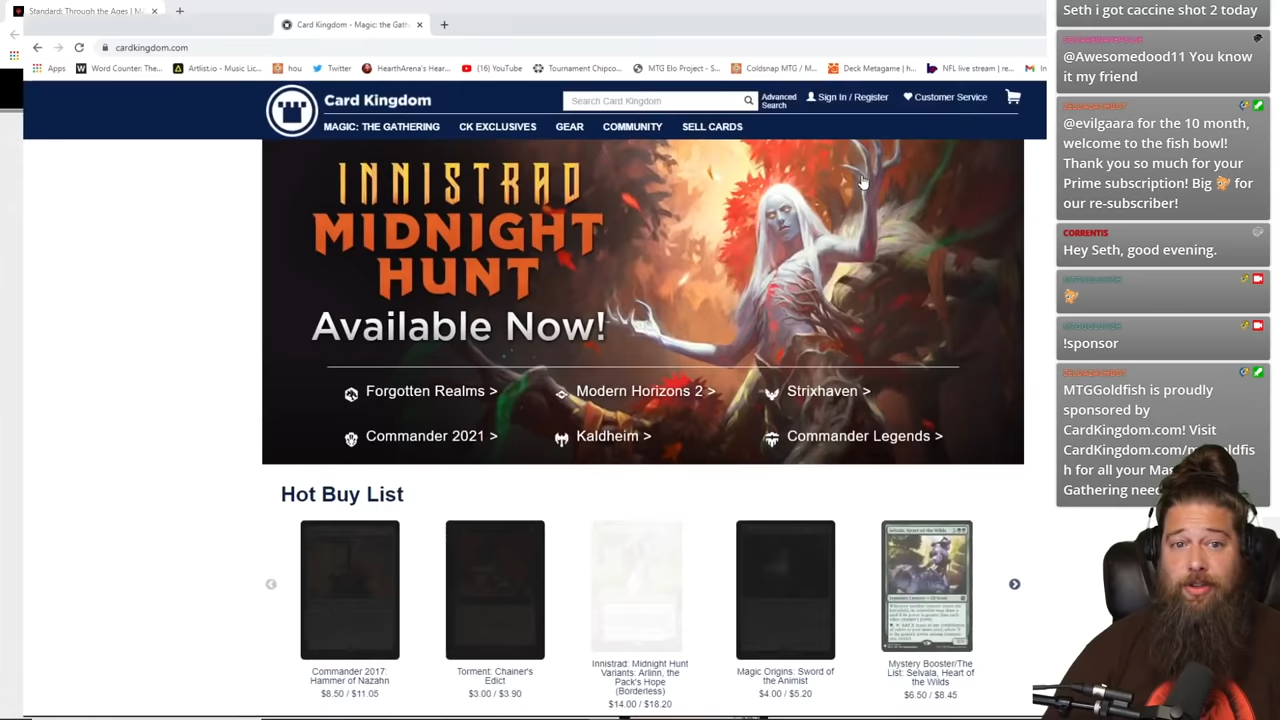 Standard: Through the Ages | M
Card Kingdom - Magic: the Gath
cardkingdom.com
Apps
Word Counter: The...
Artlist.io - Music Lic...
hou
Twitter
HearthArena's Hear...
(16) YouTube
Tournament Chipco...
MTG Elo Project - S...
Coldsnap MTG / M...
Deck Metagame | h...
NFL live stream | re...
Card Kingdom
Search Card Kingdom
Advanced
Search
Sign In / Register
Customer Service
MAGIC: THE GATHERING
CK EXCLUSIVES
GEAR
COMMUNITY
SELL CARDS
INNISTRAD
MIDNIGHT
HUNT
Available Now!
Forgotten Realms >
Modern Horizons 2 >
Strixhaven >
Commander 2021 >
Kaldheim >
Commander Legends >
Hot Buy List
Commander 2017:
Hammer of Nazahn
$8.50 / $11.05
Torment: Chainer's
Edict
$3.00 / $3.90
Innistrad: Midnight Hunt
Variants: Arlinn, the
Pack's Hope
(Borderless)
$14.00 / $18.20
Magic Origins: Sword of
the Animist
$4.00 / $5.20
Selvala, Heart of the Wilds
Mystery Booster/The
List: Selvala, Heart of
the Wilds
$6.50 / $8.45
Seth i got caccine shot 2 today
@Awesomedood11 You know
it my friend
@evilgaara for the 10 month,
welcome to the fish bowl!
Thank you so much for your
Prime subscription! Big for
our re-subscriber!
CORRENTIS
Hey Seth, good evening.
!sponsor
MTGGoldfish is proudly
sponsored by
CardKingdom.com! Visit
CardKingdom.com/m
h for all your
Gathering